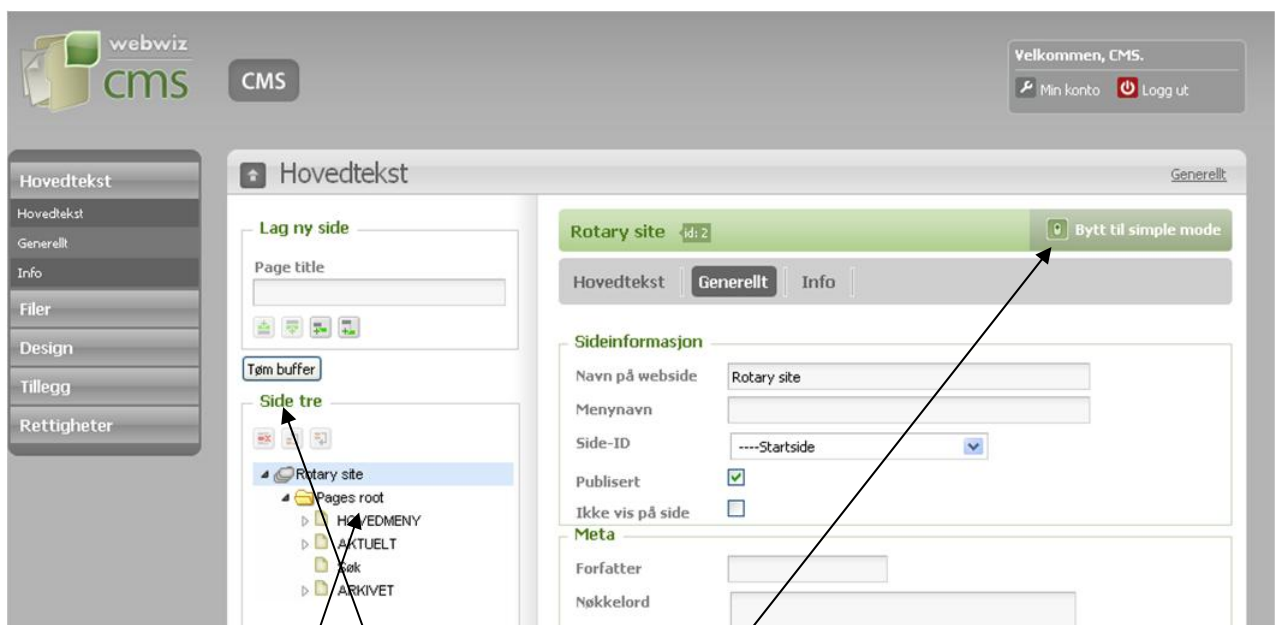 webwiz
cms
CMS
Velkommen, CMS.
Min konto Logg ut
Hovedtekst
Hovedtekst
Generellt
Info
Filer
Design
Tillegg
Rettigheter
Hovedtekst
Generellt
Lag ny side
Page title
Tøm buffer
Side tre
Rotary site
Pages root
HOVEDMENY
AKTUELT
Søk
ARKIVET
Rotary site id: 2
Bytt til simple mode
Hovedtekst Generellt Info
Sideinformasjon
Navn på webside Rotary site
Menynavn
Side-ID ----Startside
Publisert
Ikke vis på side
Meta
Forfatter
Nøkkelord